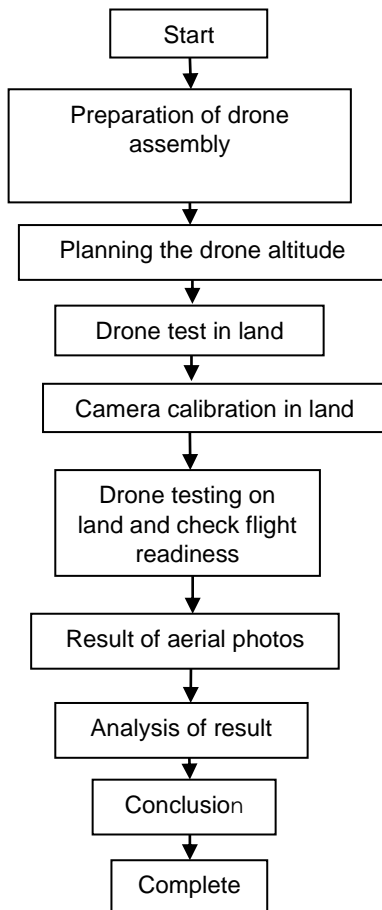 Start
Preparation of drone
assembly
Planning the drone altitude
Drone test in land
Camera calibration in land
Drone testing on
land and check flight
readiness
Result of aerial photos
Analysis of result
Conclusion
Complete